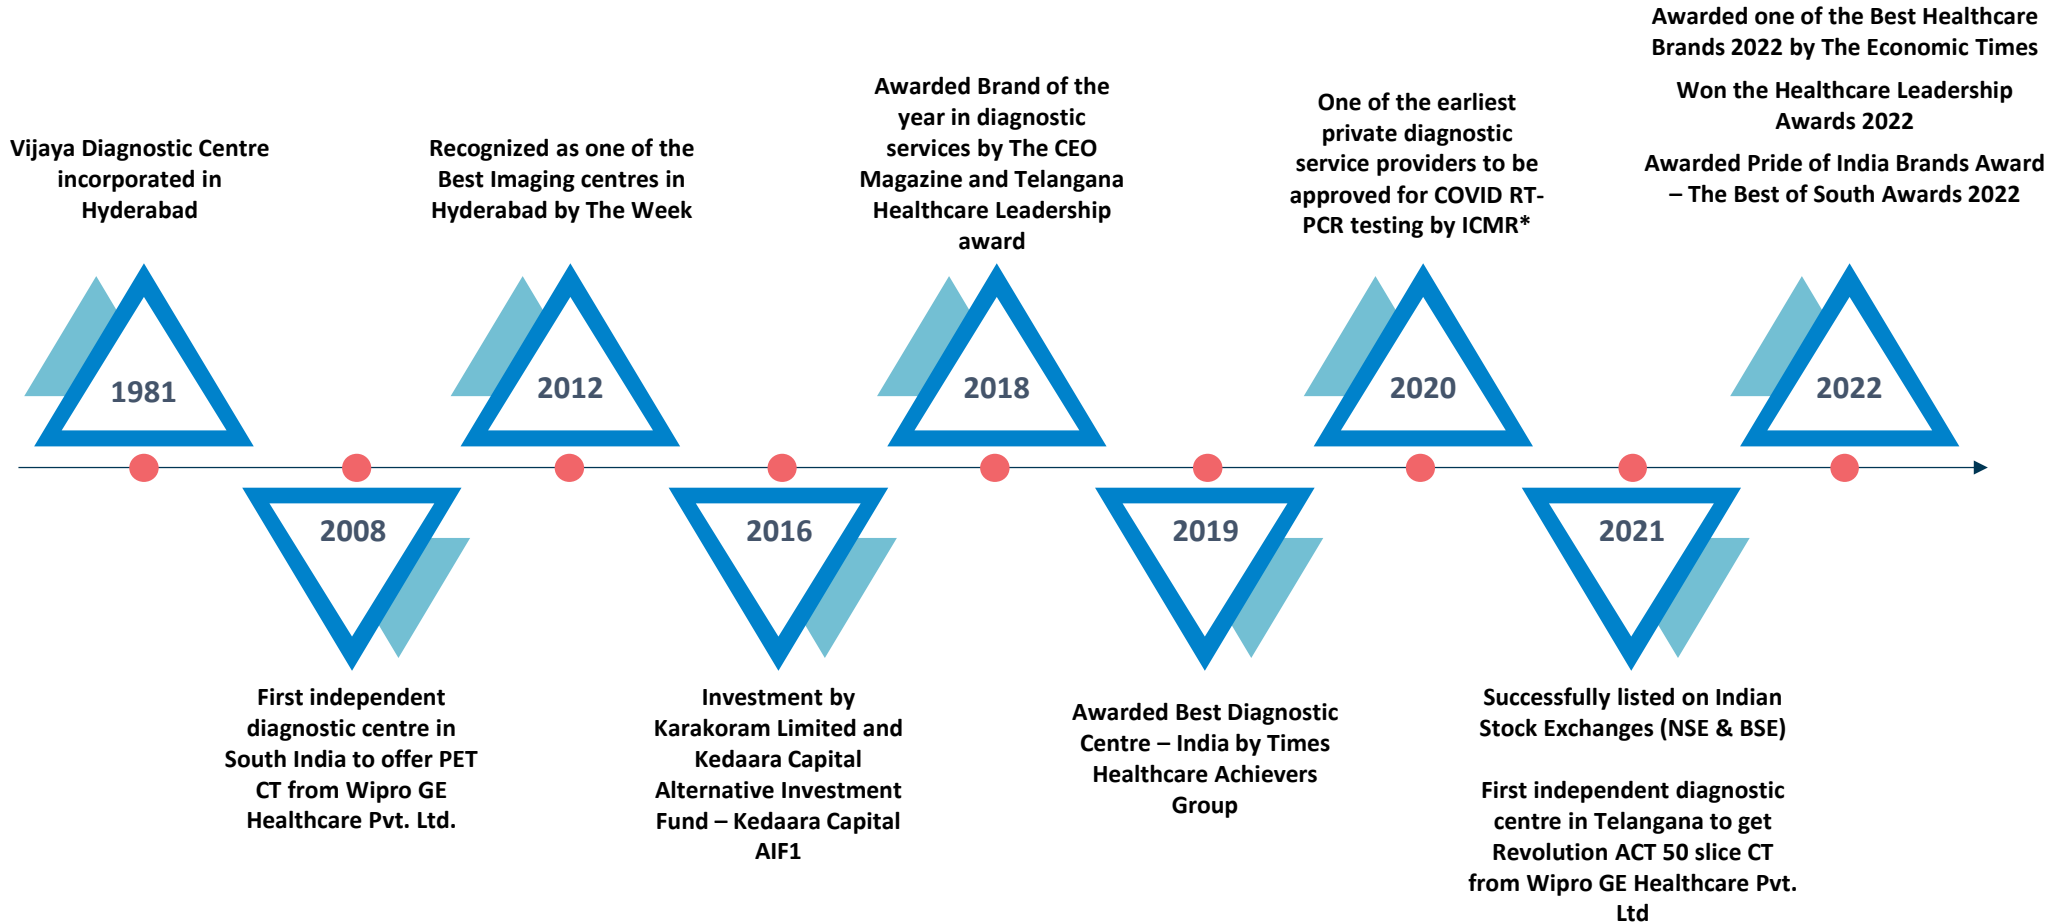 Vijaya Diagnostic Centre
incorporated in
Hyderabad
1981
First independent
diagnostic centre in
South India to offer PET
CT from Wipro GE
Healthcare Pvt. Ltd.
2008
Recognized as one of the
Best Imaging centres in
Hyderabad by The Week
2012
Investment by
Karakoram Limited and
Kedaara Capital
Alternative Investment
Fund – Kedaara Capital
AIF1
2016
Awarded Brand of the
year in diagnostic
services by The CEO
Magazine and Telangana
Healthcare Leadership
award
2018
Awarded Best Diagnostic
Centre – India by Times
Healthcare Achievers
Group
2019
One of the earliest
private diagnostic
service providers to be
approved for COVID RT-
PCR testing by ICMR*
2020
Successfully listed on Indian
Stock Exchanges (NSE & BSE)
First independent diagnostic
centre in Telangana to get
Revolution ACT 50 slice CT
from Wipro GE Healthcare Pvt.
Ltd
2021
Awarded one of the Best Healthcare
Brands 2022 by The Economic Times
Won the Healthcare Leadership
Awards 2022
Awarded Pride of India Brands Award
– The Best of South Awards 2022
2022